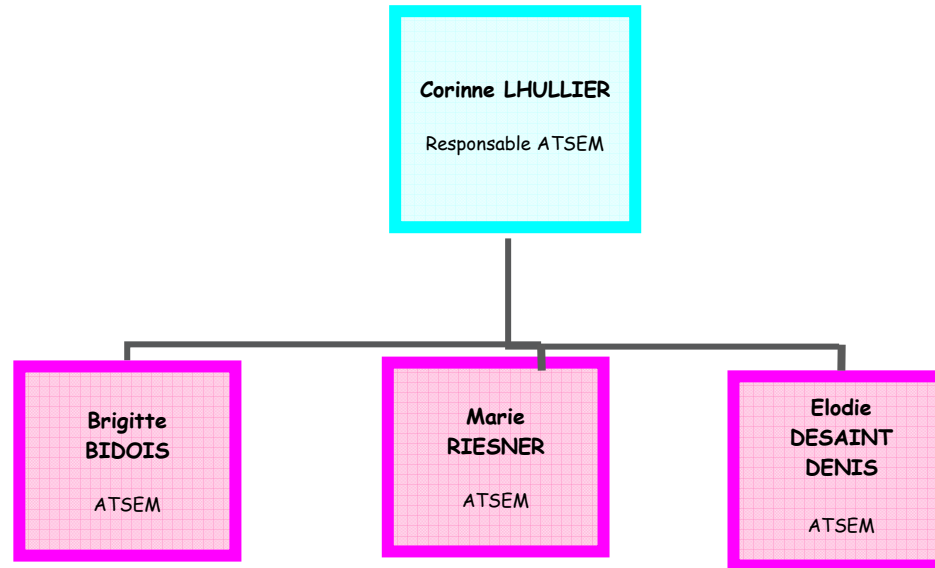 Corinne LHULLIER
Responsable ATSEM
Brigitte
BIDOIS
ATSEM
Marie
RIESNER
ATSEM
Elodie
DESAINT
DENIS
ATSEM